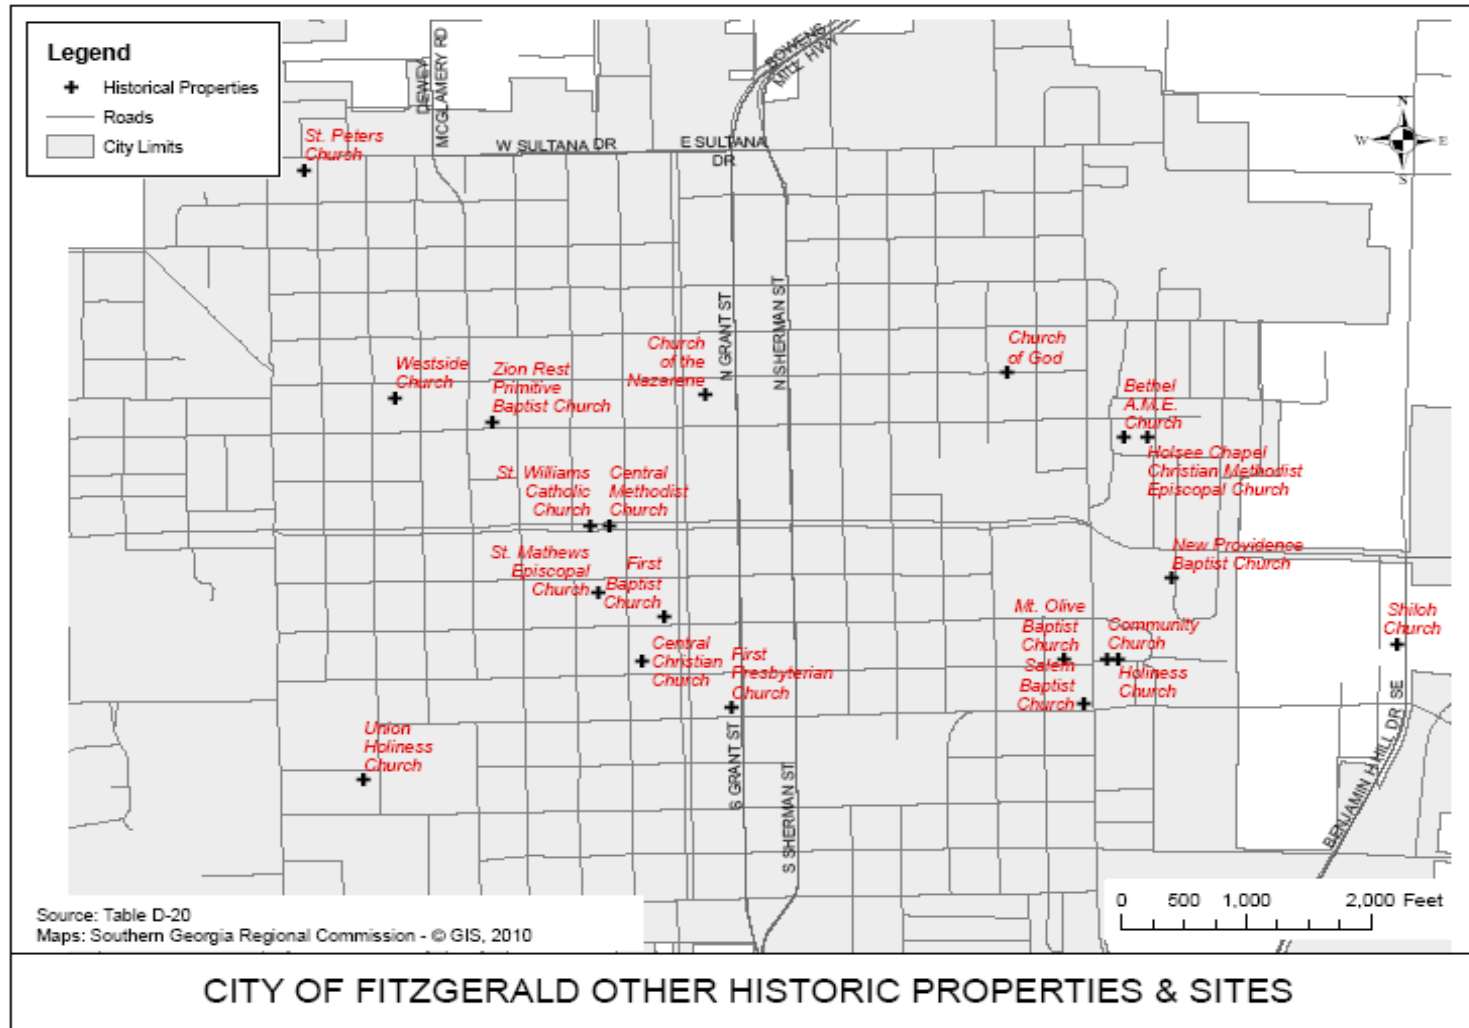 Legend
Historical Properties
Roads
City Limits
DEWEY
MCGLAMERY RD
BOWENS
MILL HWY
N
W
E
S
St. Peters
Church
W SULTANA DR
E SULTANA
DR
N GRANT ST
N SHERMAN ST
Westside
Church
Zion Rest
Primitive
Baptist Church
Church
of the
Nazarene
Church
of God
Bethel
A.M.E.
Church
Holsee Chapel
Christian Methodist
Episcopal Church
St. Williams
Catholic
Church
Central
Methodist
Church
St. Mathews
Episcopal
Church
First
Baptist
Church
New Providence
Baptist Church
Mt. Olive
Baptist
Church
Community
Church
Shiloh
Church
Central
Christian
Church
First
Presbyterian
Church
Salem
Baptist
Church
Holiness
Church
Union
Holiness
Church
S GRANT ST
S SHERMAN ST
BENJAMIN H HILL DR SE
0 500 1,000 2,000 Feet
Source: Table D-20
Maps: Southern Georgia Regional Commission - © GIS, 2010
CITY OF FITZGERALD OTHER HISTORIC PROPERTIES & SITES